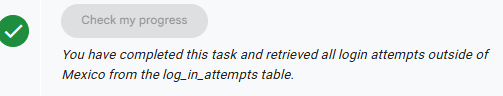 Check my progress
You have completed this task and retrieved all login attempts outside of
Mexico from the log_in_attempts table.